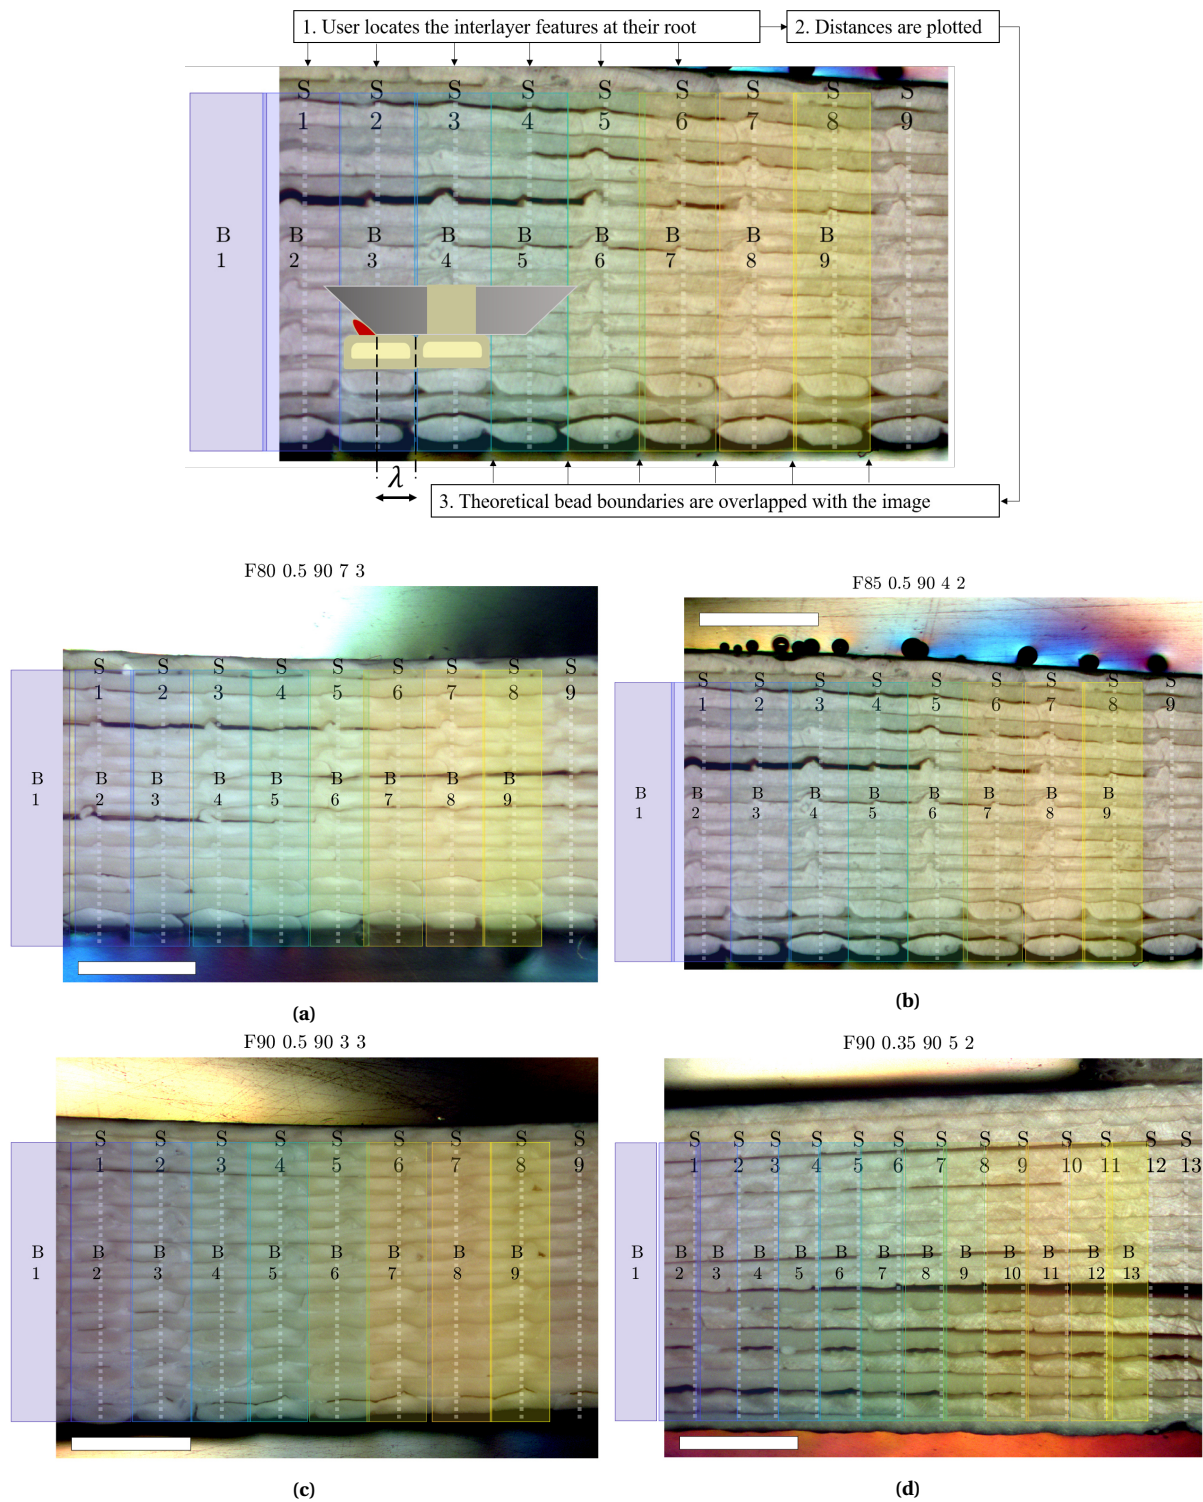 1. User locates the interlayer features at their root
2. Distances are plotted
S S S S S S S S S
1 2 3 4 5 6 7 8 9
B B B B B B B B B
1 2 3 4 5 6 7 8 9
λ
3. Theoretical bead boundaries are overlapped with the image
F80 0.5 90 7 3
S S S S S S S S S
1 2 3 4 5 6 7 8 9
B B B B B B B B B
1 2 3 4 5 6 7 8 9
(a)
F85 0.5 90 4 2
S S S S S S S S S
1 2 3 4 5 6 7 8 9
B B B B B B B B B
1 2 3 4 5 6 7 8 9
(b)
F90 0.5 90 3 3
S S S S S S S S S
1 2 3 4 5 6 7 8 9
B B B B B B B B B
1 2 3 4 5 6 7 8 9
(c)
F90 0.35 90 5 2
S S S S S S S S S S S S S
1 2 3 4 5 6 7 8 9 10 11 12 13
B B B B B B B B B B B B B
1 2 3 4 5 6 7 8 9 10 11 12 13
(d)